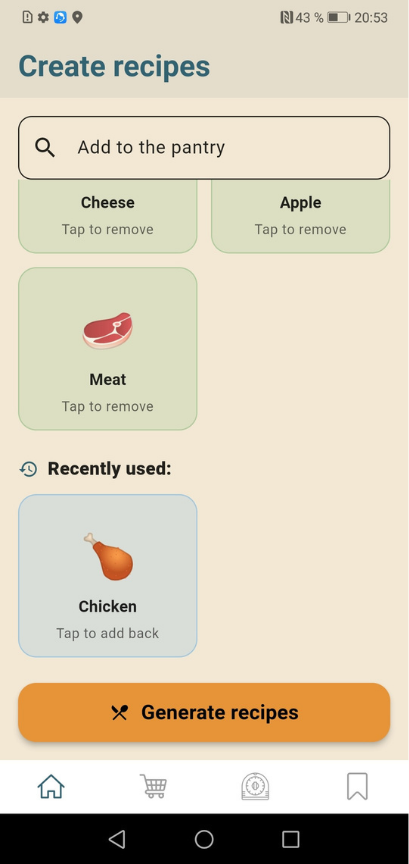 43 % 20:53
Create recipes
Add to the pantry
Cheese Apple
Tap to remove Tap to remove
Meat
Tap to remove
Recently used:
Chicken
Tap to add back
Generate recipes